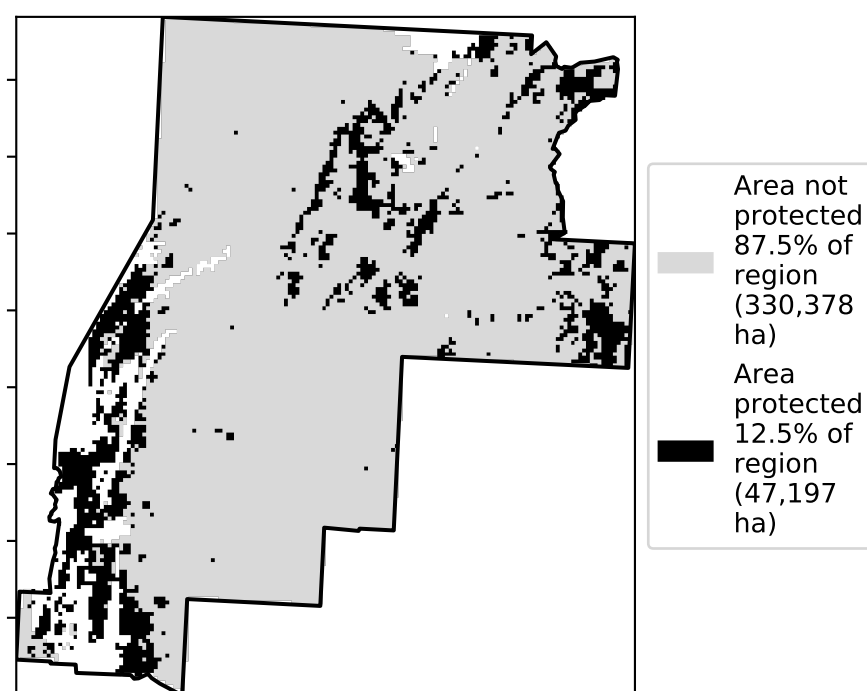 Area not
protected
87.5% of
region
(330,378
ha)
Area
protected
12.5% of
region
(47,197
ha)